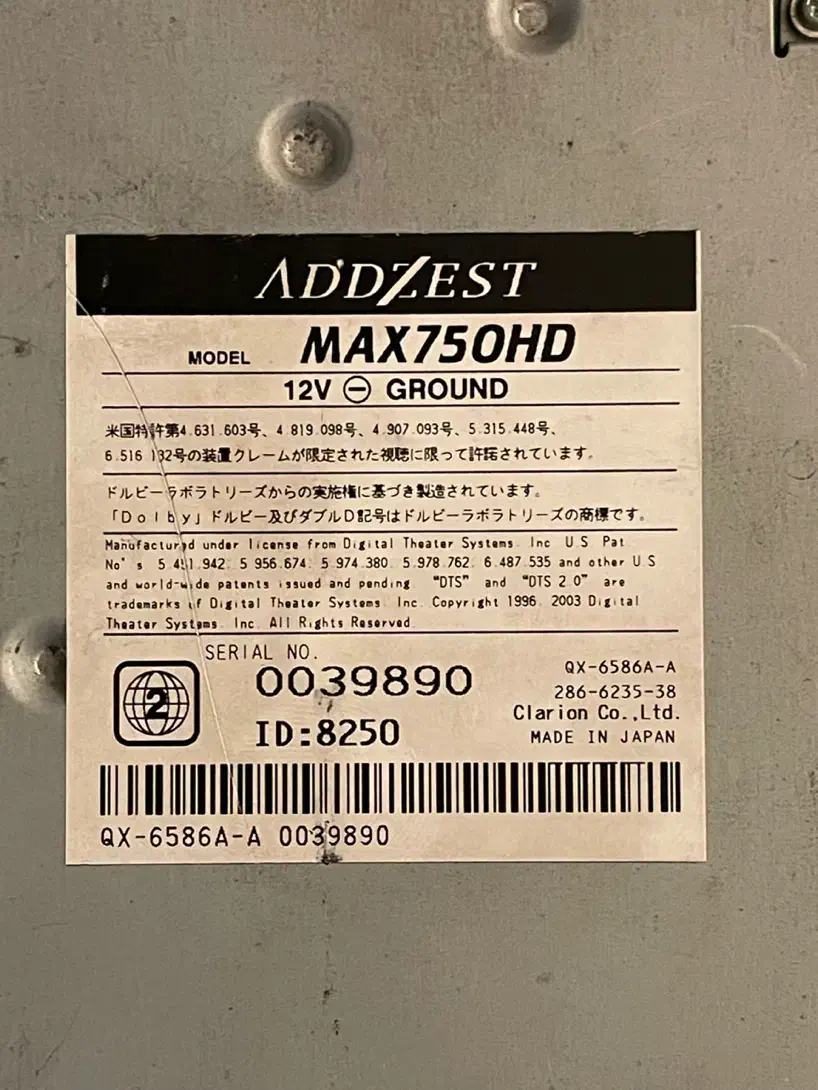 ADDZEST
MODEL MAX750HD
12V ⊖ GROUND
米国特許第4.631.603号、4.819.098号、4.907.093号、5.315.448号、
6.516.132号の装置クレームが限定された視聴に限って許諾されています。
ドルビーラボラトリーズからの実施権に基づき製造されています。
「Dolby」ドルビー及びダブルD記号はドルビーラボラトリーズの商標です。
Manufactured under license from Digital Theater Systems. Inc U.S Pat
No's 5.451.942. 5.956.674. 5.974.380. 5.978.762. 6.487.535 and other U.S
and world-wide patents issued and pending. "DTS" and "DTS 2.0" are
trademarks of Digital Theater Systems. Inc. Copyright 1996. 2003 Digital
Theater Systems. Inc. All Rights Reserved
SERIAL NO.
0039890
QX-6586A-A
286-6235-38
2
ID:8250
Clarion Co.,Ltd.
MADE IN JAPAN
QX-6586A-A 0039890